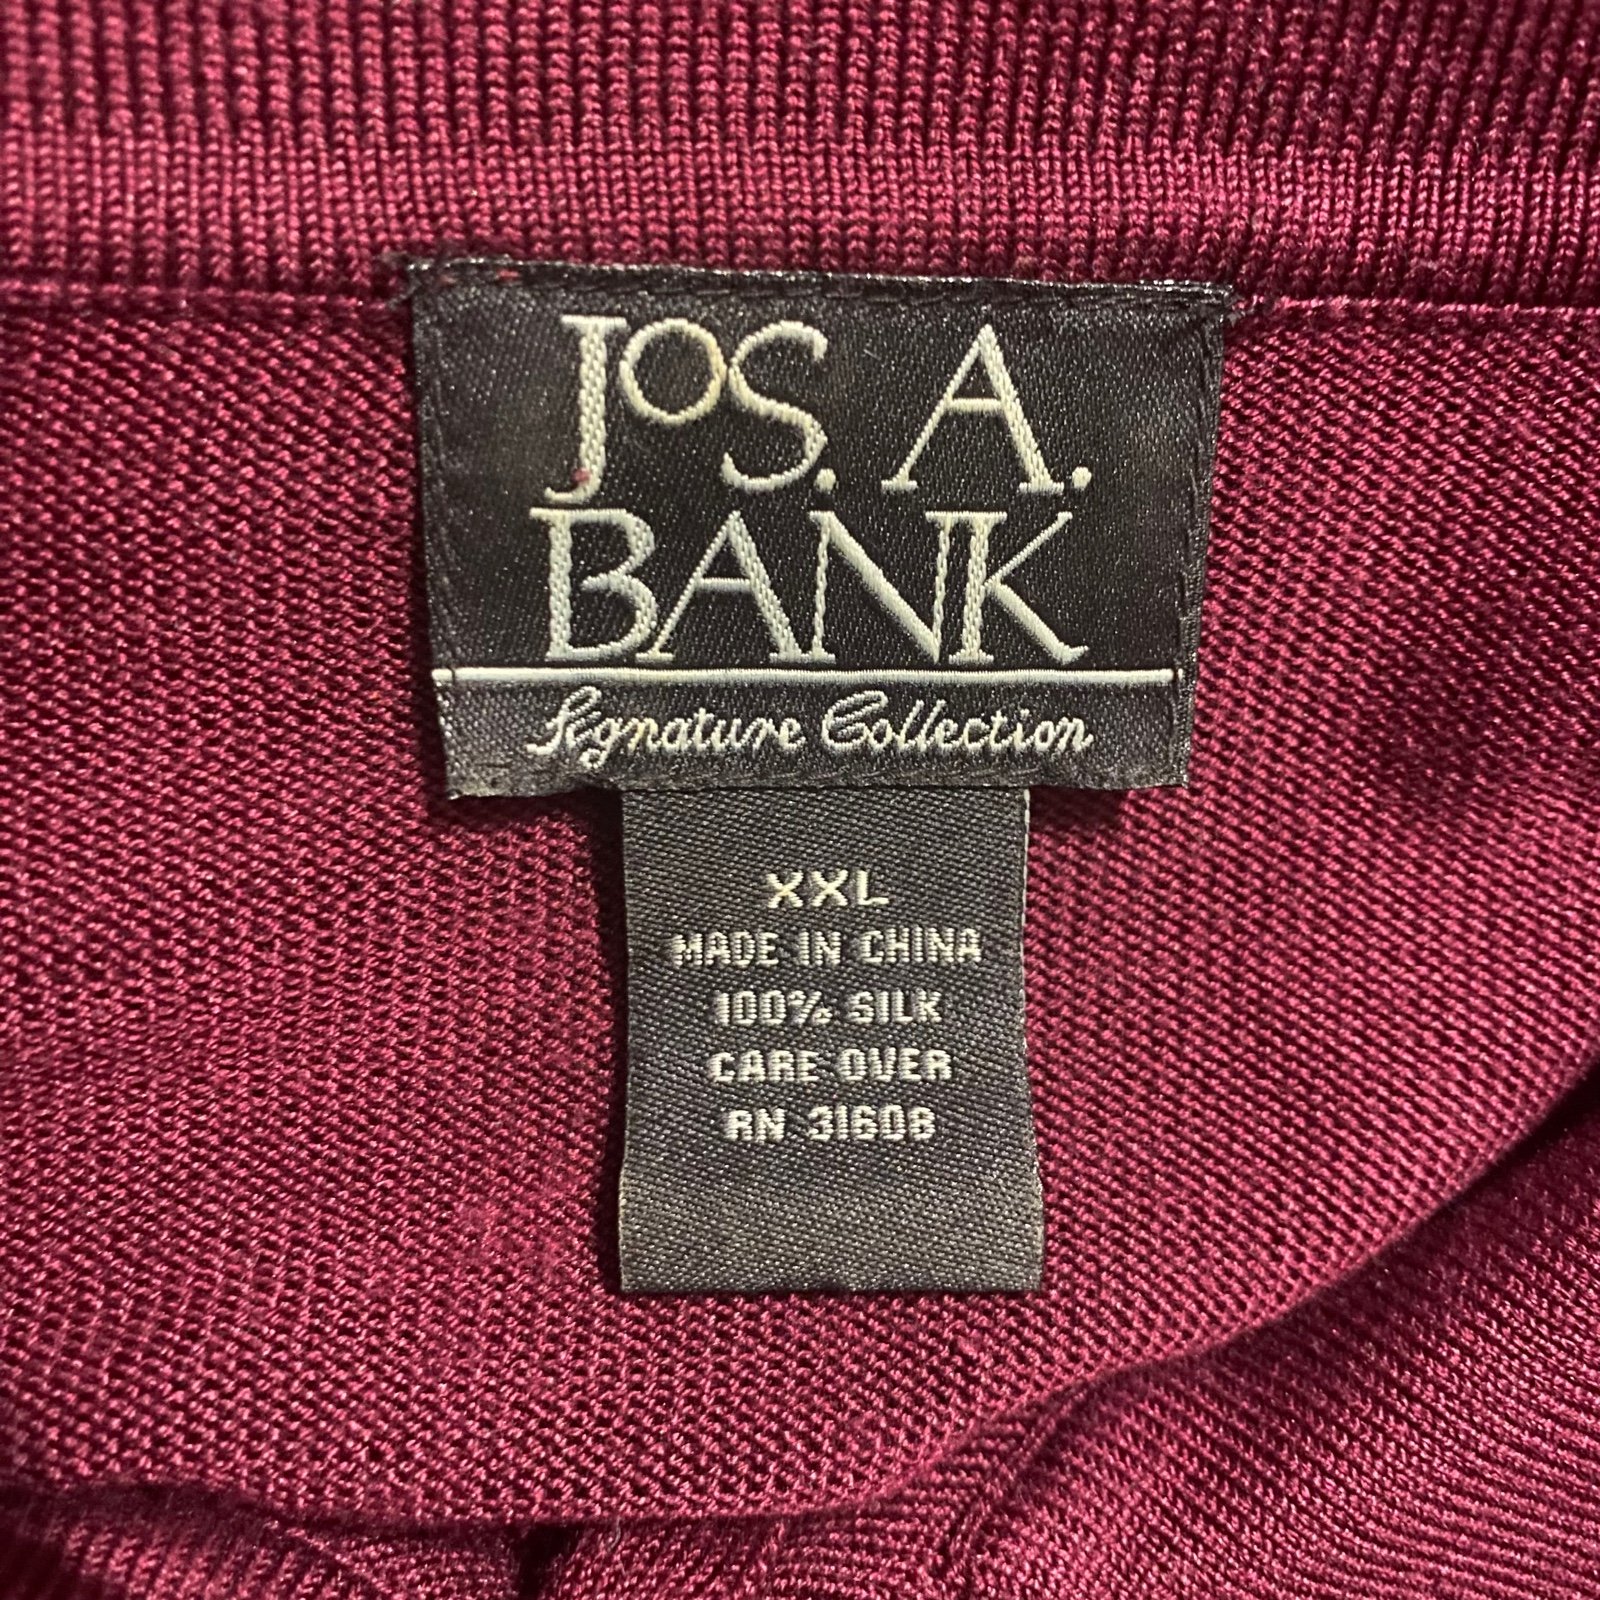 JOS. A.
BANK
Signature Collection
XXL
MADE IN CHINA
100% SILK
CARE OVER
RN 31608